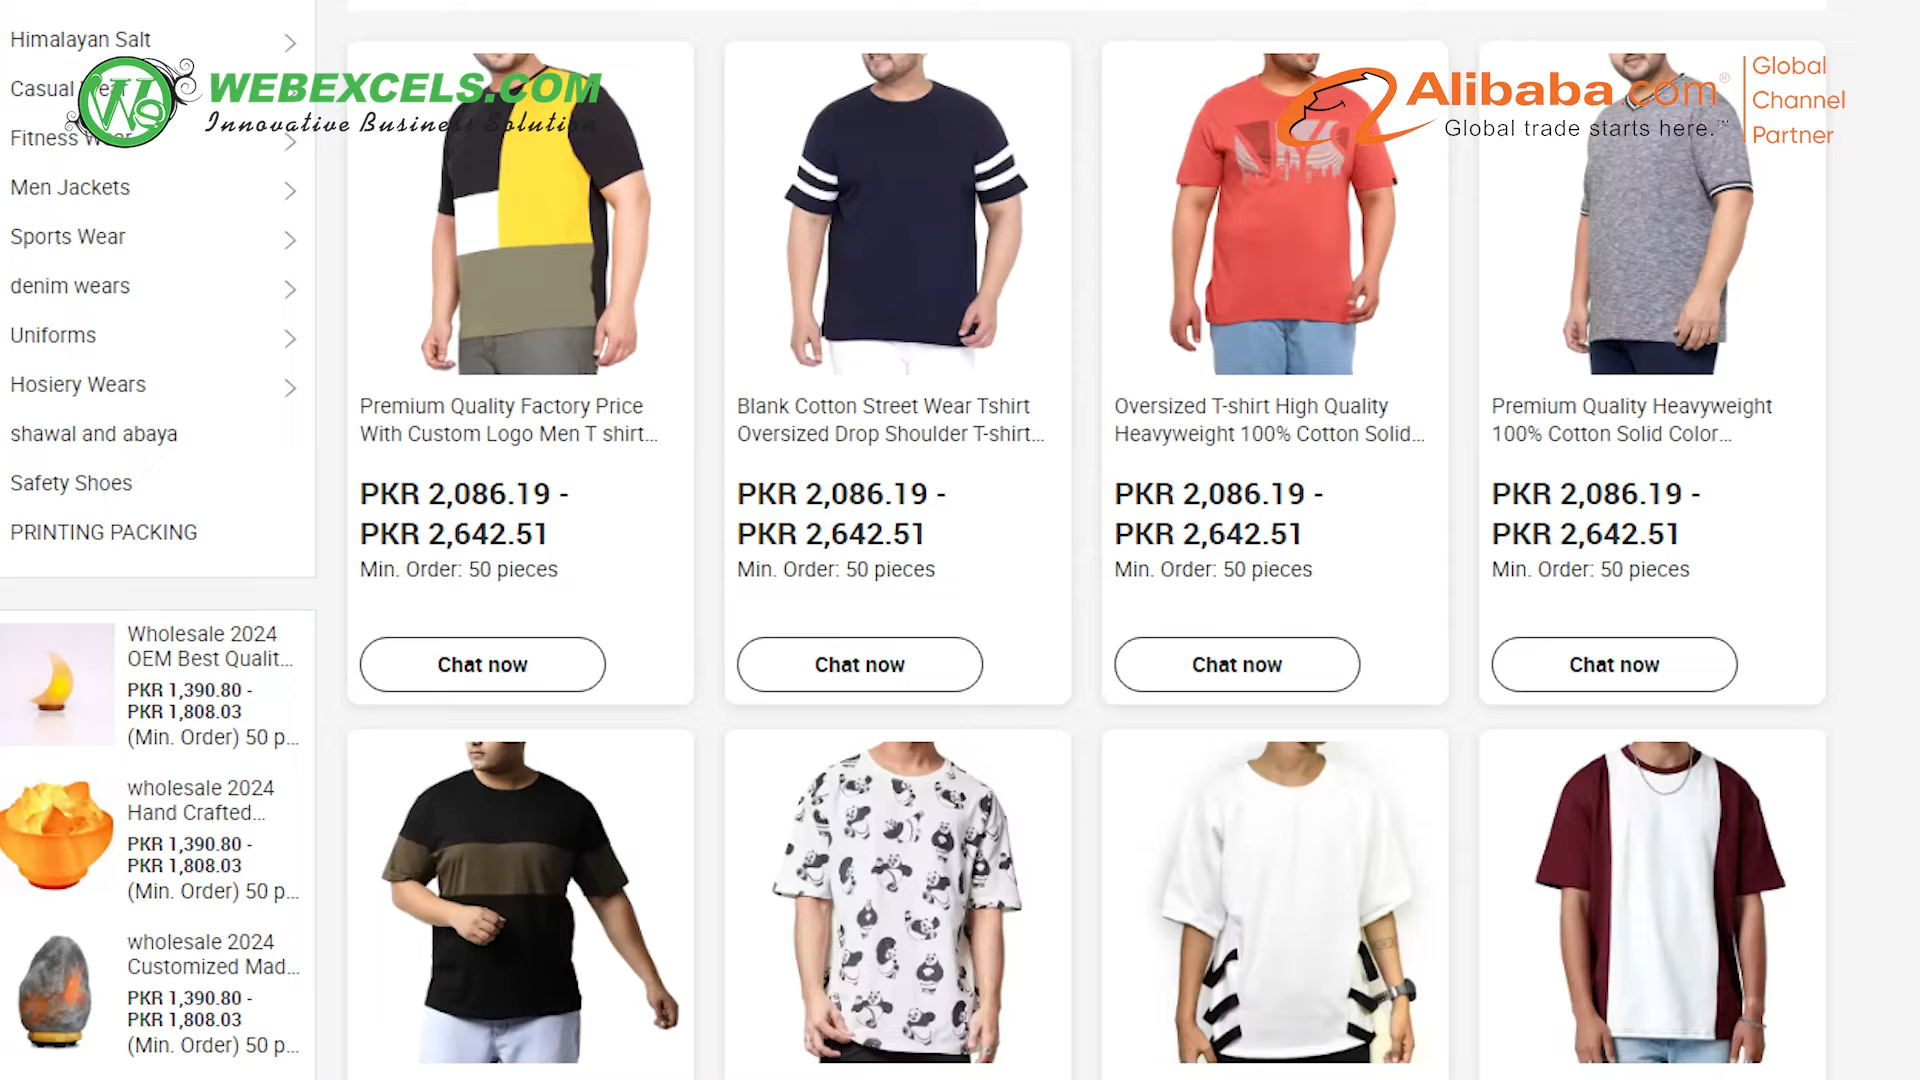 Himalayan Salt
Casual Wear
Fitness Wear
Men Jackets
Sports Wear
denim wears
Uniforms
Hosiery Wears
shawal and abaya
Safety Shoes
PRINTING PACKING
WEBEXCELS.COM
Innovative Business Solution
Alibaba.com®
Global trade starts here.™
Global
Channel
Partner
Premium Quality Factory Price
With Custom Logo Men T shirt...
PKR 2,086.19 -
PKR 2,642.51
Min. Order: 50 pieces
Chat now
Blank Cotton Street Wear Tshirt
Oversized Drop Shoulder T-shirt...
PKR 2,086.19 -
PKR 2,642.51
Min. Order: 50 pieces
Chat now
Oversized T-shirt High Quality
Heavyweight 100% Cotton Solid...
PKR 2,086.19 -
PKR 2,642.51
Min. Order: 50 pieces
Chat now
Premium Quality Heavyweight
100% Cotton Solid Color...
PKR 2,086.19 -
PKR 2,642.51
Min. Order: 50 pieces
Chat now
Wholesale 2024
OEM Best Qualit...
PKR 1,390.80 -
PKR 1,808.03
(Min. Order) 50 p...
wholesale 2024
Hand Crafted...
PKR 1,390.80 -
PKR 1,808.03
(Min. Order) 50 p...
wholesale 2024
Customized Mad...
PKR 1,390.80 -
PKR 1,808.03
(Min. Order) 50 p...